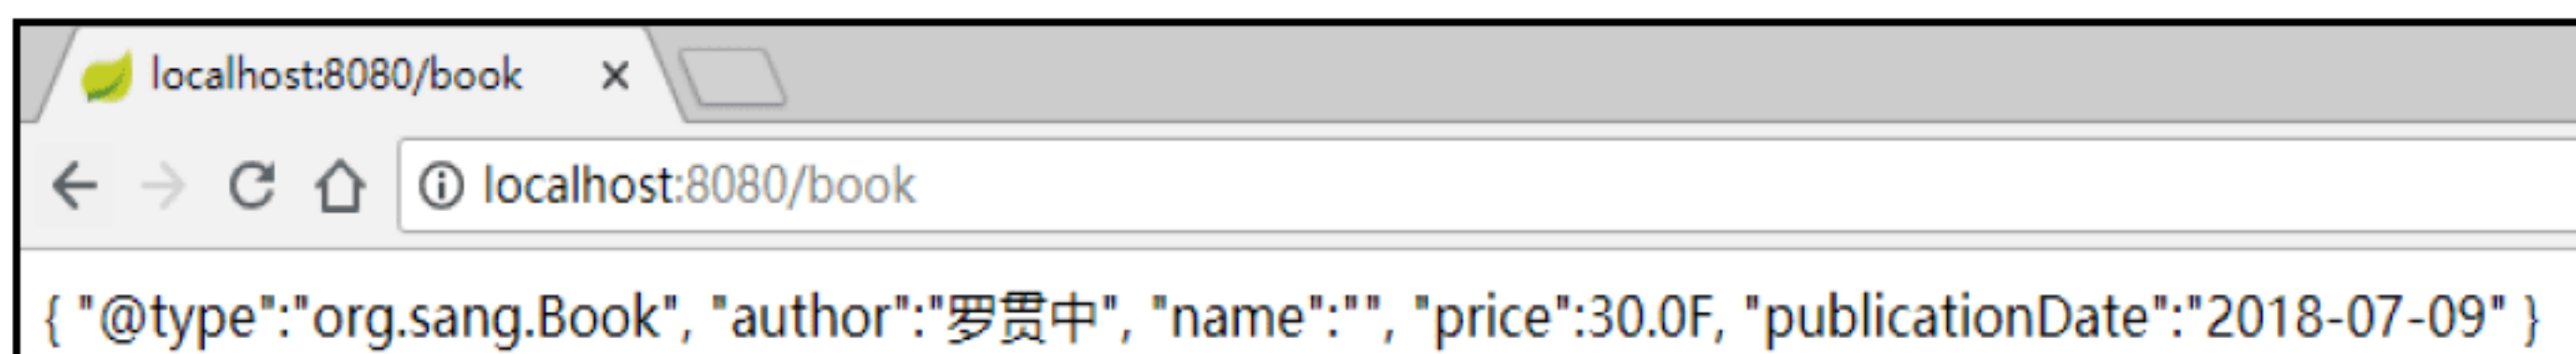 localhost:8080/book
localhost:8080/book
{ "@type":"org.sang.Book", "author":"罗贯中", "name":"", "price":30.0F, "publicationDate":"2018-07-09" }